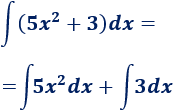 ∫(5x² + 3)dx =
= ∫5x²dx + ∫3dx